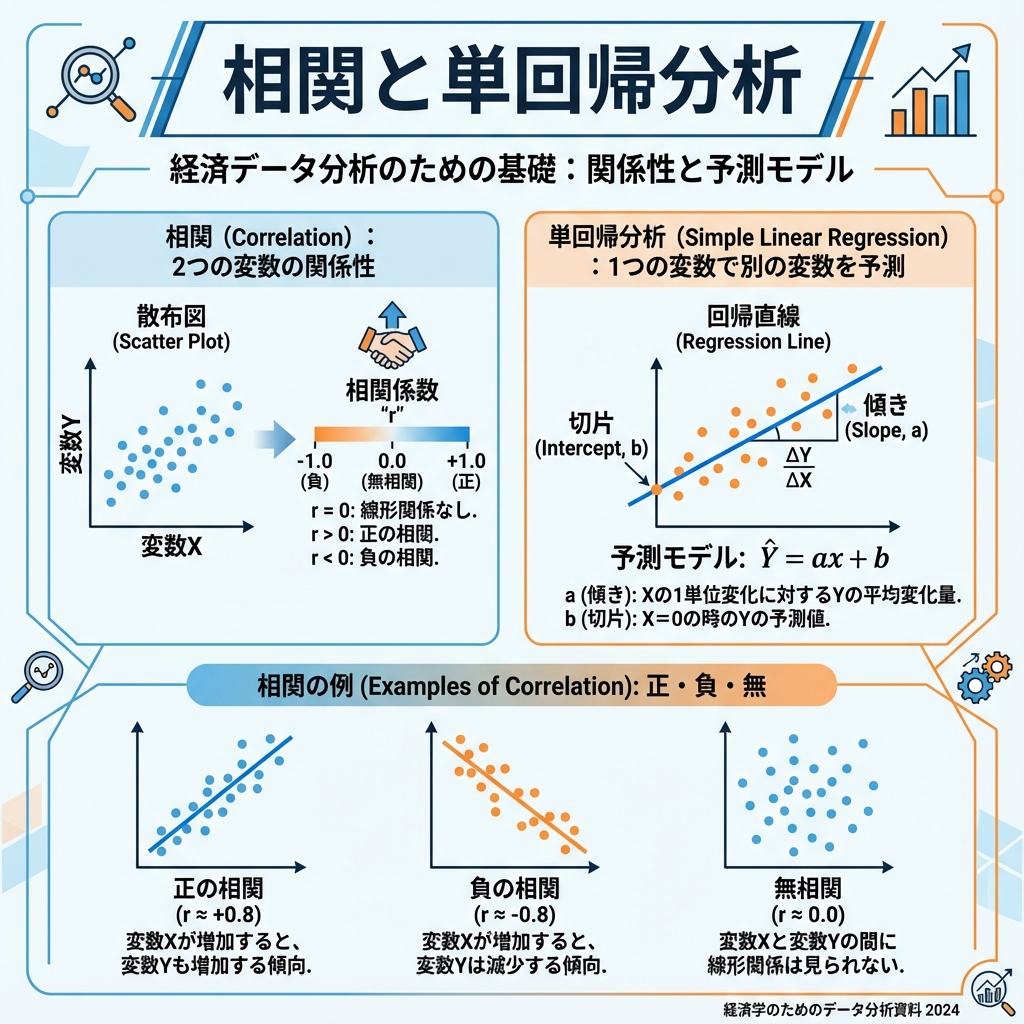 相関と単回帰分析
経済データ分析のための基礎：関係性と予測モデル
相関（Correlation）：
2つの変数の関係性
散布図
(Scatter Plot)
変数Y
変数X
相関係数
“r”
-1.0
0.0
+1.0
(負)
(無相関)
(正)
r = 0: 線形関係なし.
r > 0: 正の相関.
r < 0: 負の相関.
単回帰分析（Simple Linear Regression）
：1つの変数で別の変数を予測
回帰直線
(Regression Line)
切片
(Intercept, b)
傾き
(Slope, a)
ΔY
ΔX
予測モデル: Ŷ = ax + b
a (傾き): Xの1単位変化に対するYの平均変化量.
b (切片): X＝0の時のYの予測値.
相関の例 (Examples of Correlation): 正・負・無
正の相関
(r ≈ +0.8)
変数Xが増加すると、
変数Yも増加する傾向.
負の相関
(r ≈ -0.8)
変数Xが増加すると、
変数Yは減少する傾向.
無相関
(r ≈ 0.0)
変数Xと変数Yの間に
線形関係は見られない.
経済学のためのデータ分析資料 2024